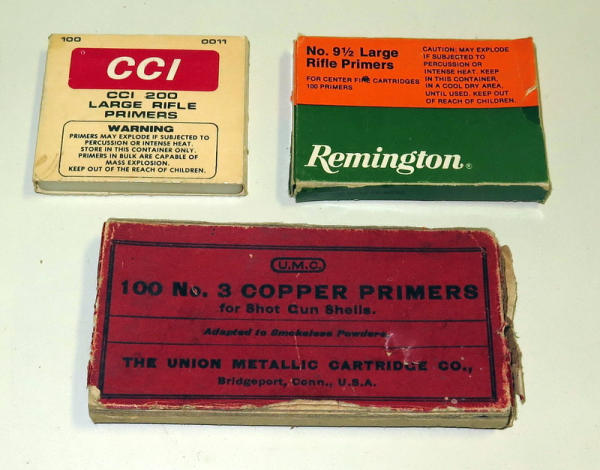 100 0011
CCI
CCI 200
LARGE RIFLE
PRIMERS
WARNING
PRIMERS MAY EXPLODE IF SUBJECTED TO
PERCUSSION OR INTENSE HEAT.
STORE IN THIS CONTAINER ONLY.
PRIMERS IN BULK ARE CAPABLE OF
MASS EXPLOSION.
KEEP OUT OF THE REACH OF CHILDREN.
No. 9½ Large
Rifle Primers
FOR CENTER FIRE CARTRIDGES
100 PRIMERS
CAUTION: MAY EXPLODE
IF SUBJECTED TO
PERCUSSION OR
INTENSE HEAT. KEEP
IN THIS CONTAINER,
IN A COOL DRY AREA,
UNTIL USED. KEEP OUT
OF REACH OF CHILDREN.
Remington®
U.M.C.
100 No. 3 COPPER PRIMERS
for Shot Gun Shells.
Adapted to Smokeless Powders
THE UNION METALLIC CARTRIDGE CO.,
Bridgeport, Conn., U.S.A.